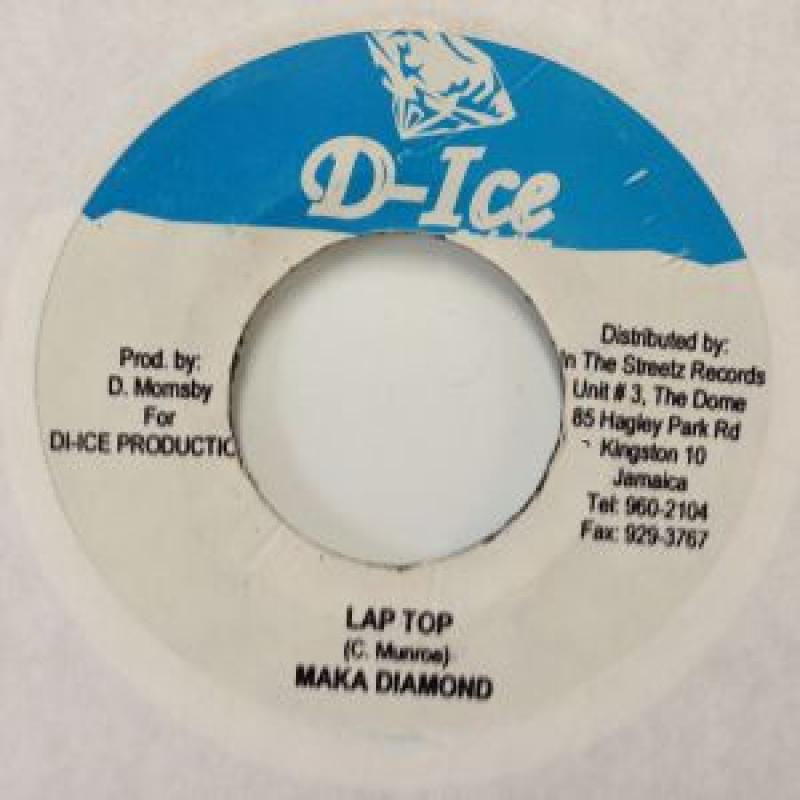 D-Ice
Prod. by:
D. Momsby
For
DI-ICE PRODUCTIO
Distributed by:
In The Streetz Records
Unit # 3, The Dome
85 Hagley Park Rd
Kingston 10
Jamaica
Tel: 960-2104
Fax: 929-3767
LAP TOP
(C. Munroe)
MAKA DIAMOND